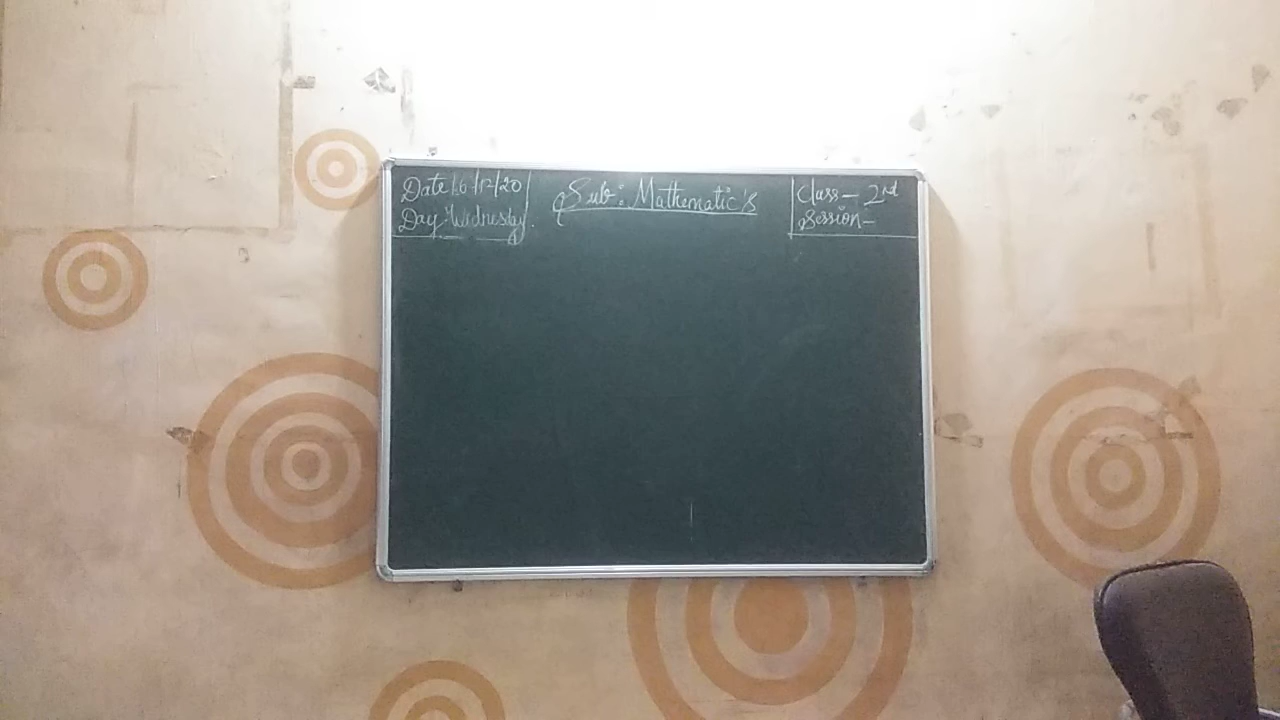 Date 16/12/20
Day Wednesday
Sub: Mathematic's
Class - 2nd
Session -